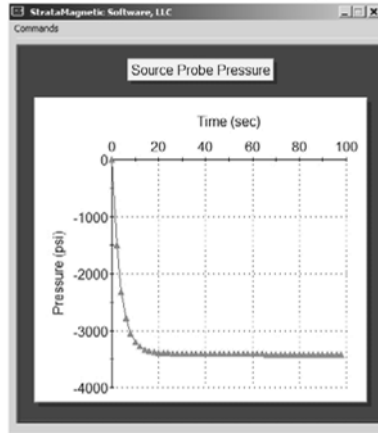 StrataMagnetic Software, LLC
Commands
Source Probe Pressure
Time (sec)
0 20 40 60 80 100
0
-1000
-2000
-3000
-4000
Pressure (psi)